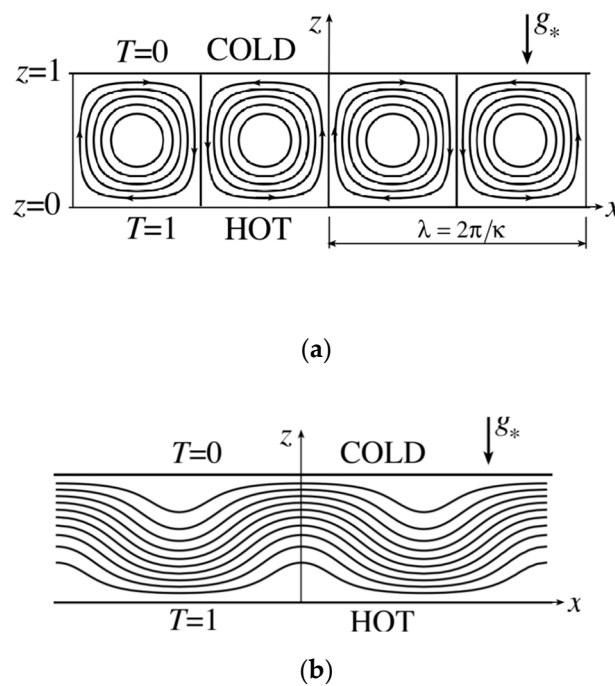 z
g*
T=0 COLD
z=1
z=0
T=1 HOT
λ = 2π/κ
x
(a)
z
g*
T=0 COLD
x
T=1 HOT
(b)